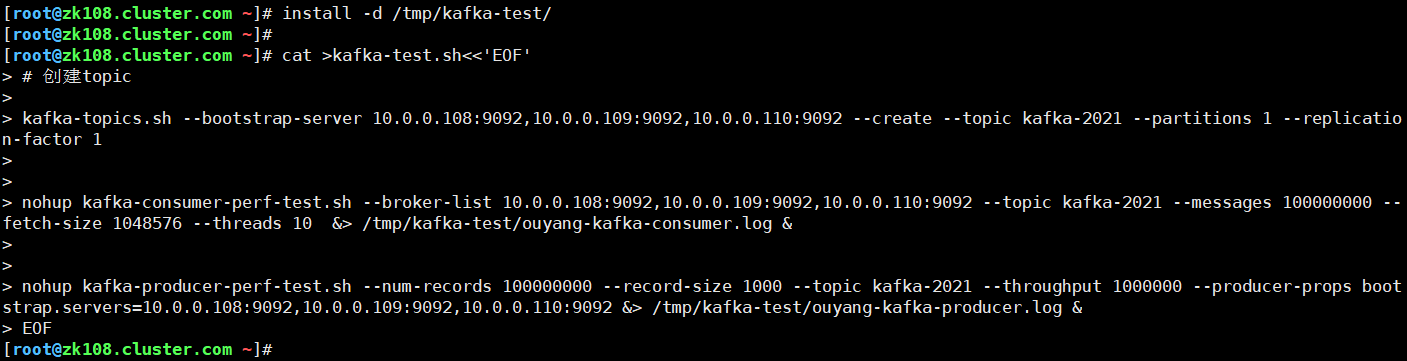 [root@zk108.cluster.com ~]# install -d /tmp/kafka-test/
[root@zk108.cluster.com ~]#
[root@zk108.cluster.com ~]# cat >kafka-test.sh<<'EOF'
> # 创建topic
>
> kafka-topics.sh --bootstrap-server 10.0.0.108:9092,10.0.0.109:9092,10.0.0.110:9092 --create --topic kafka-2021 --partitions 1 --replicatio
n-factor 1
>
>
> nohup kafka-consumer-perf-test.sh --broker-list 10.0.0.108:9092,10.0.0.109:9092,10.0.0.110:9092 --topic kafka-2021 --messages 100000000 --
fetch-size 1048576 --threads 10  &> /tmp/kafka-test/ouyang-kafka-consumer.log &
>
>
> nohup kafka-producer-perf-test.sh --num-records 100000000 --record-size 1000 --topic kafka-2021 --throughput 1000000 --producer-props boot
strap.servers=10.0.0.108:9092,10.0.0.109:9092,10.0.0.110:9092 &> /tmp/kafka-test/ouyang-kafka-producer.log &
> EOF
[root@zk108.cluster.com ~]#